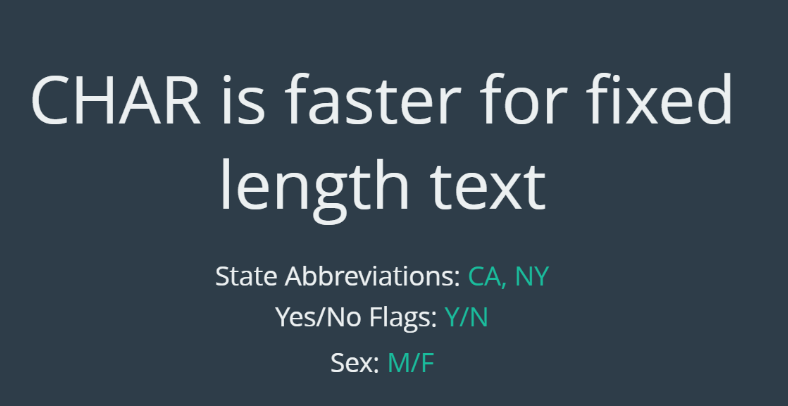 CHAR is faster for fixed
length text
State Abbreviations: CA, NY
Yes/No Flags: Y/N
Sex: M/F